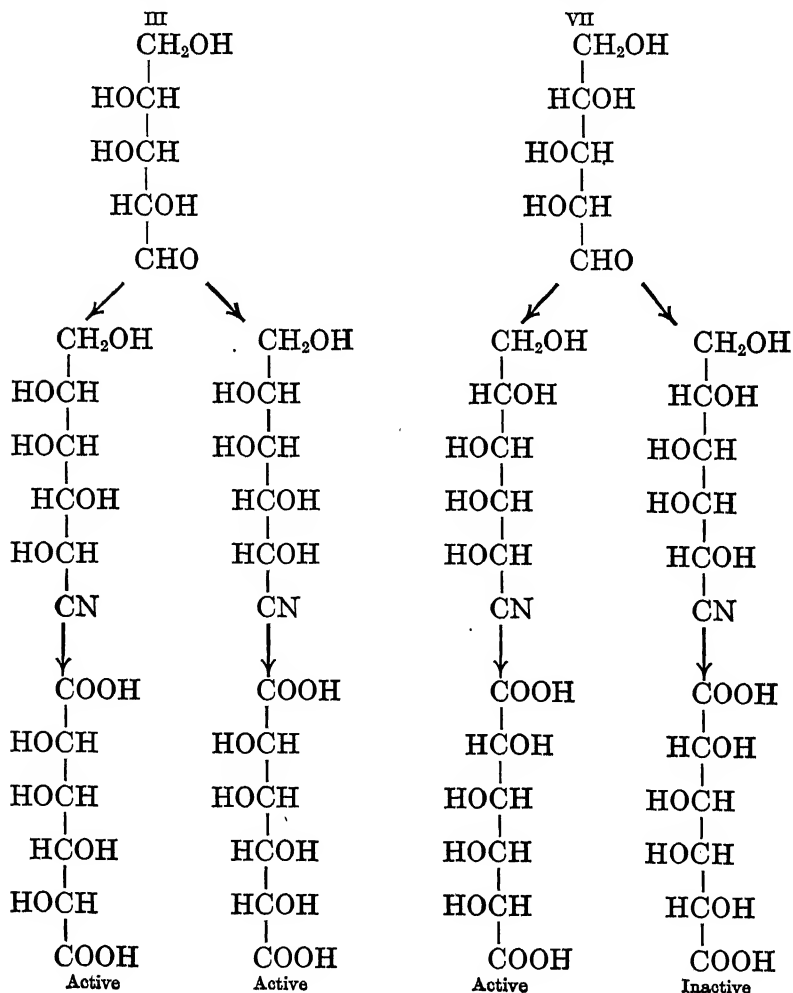 III VII
CH₂OH CH₂OH
HOCH HCOH
HOCH HOCH
HCOH HOCH
CHO CHO
CH₂OH CH₂OH CH₂OH CH₂OH
HOCH HOCH HCOH HCOH
HOCH HOCH HOCH HOCH
HCOH HCOH HOCH HOCH
HOCH HCOH HOCH HCOH
CN CN CN CN
COOH COOH COOH COOH
HOCH HOCH HCOH HCOH
HOCH HOCH HOCH HOCH
HCOH HCOH HOCH HOCH
HOCH HCOH HOCH HCOH
COOH COOH COOH COOH
Active Active Active Inactive